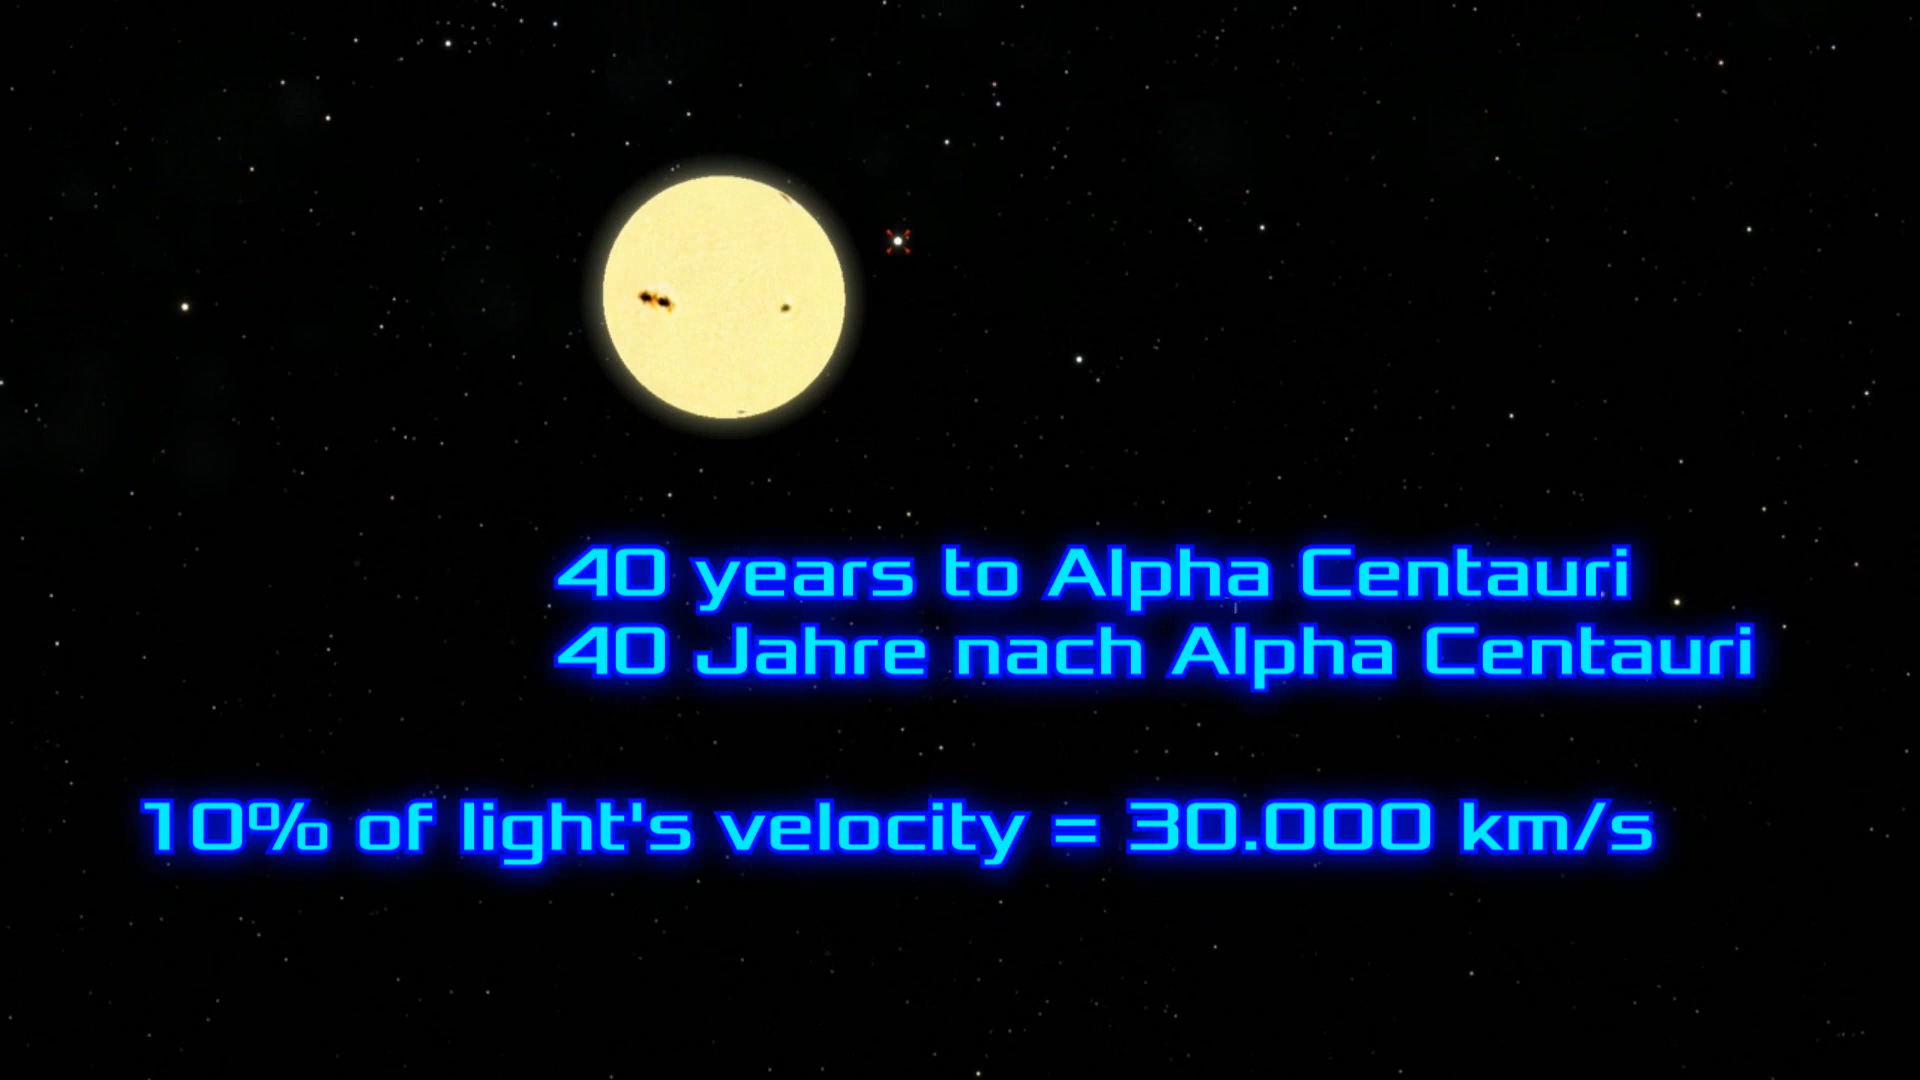 40 years to Alpha Centauri
40 Jahre nach Alpha Centauri
10% of light's velocity = 30.000 km/s